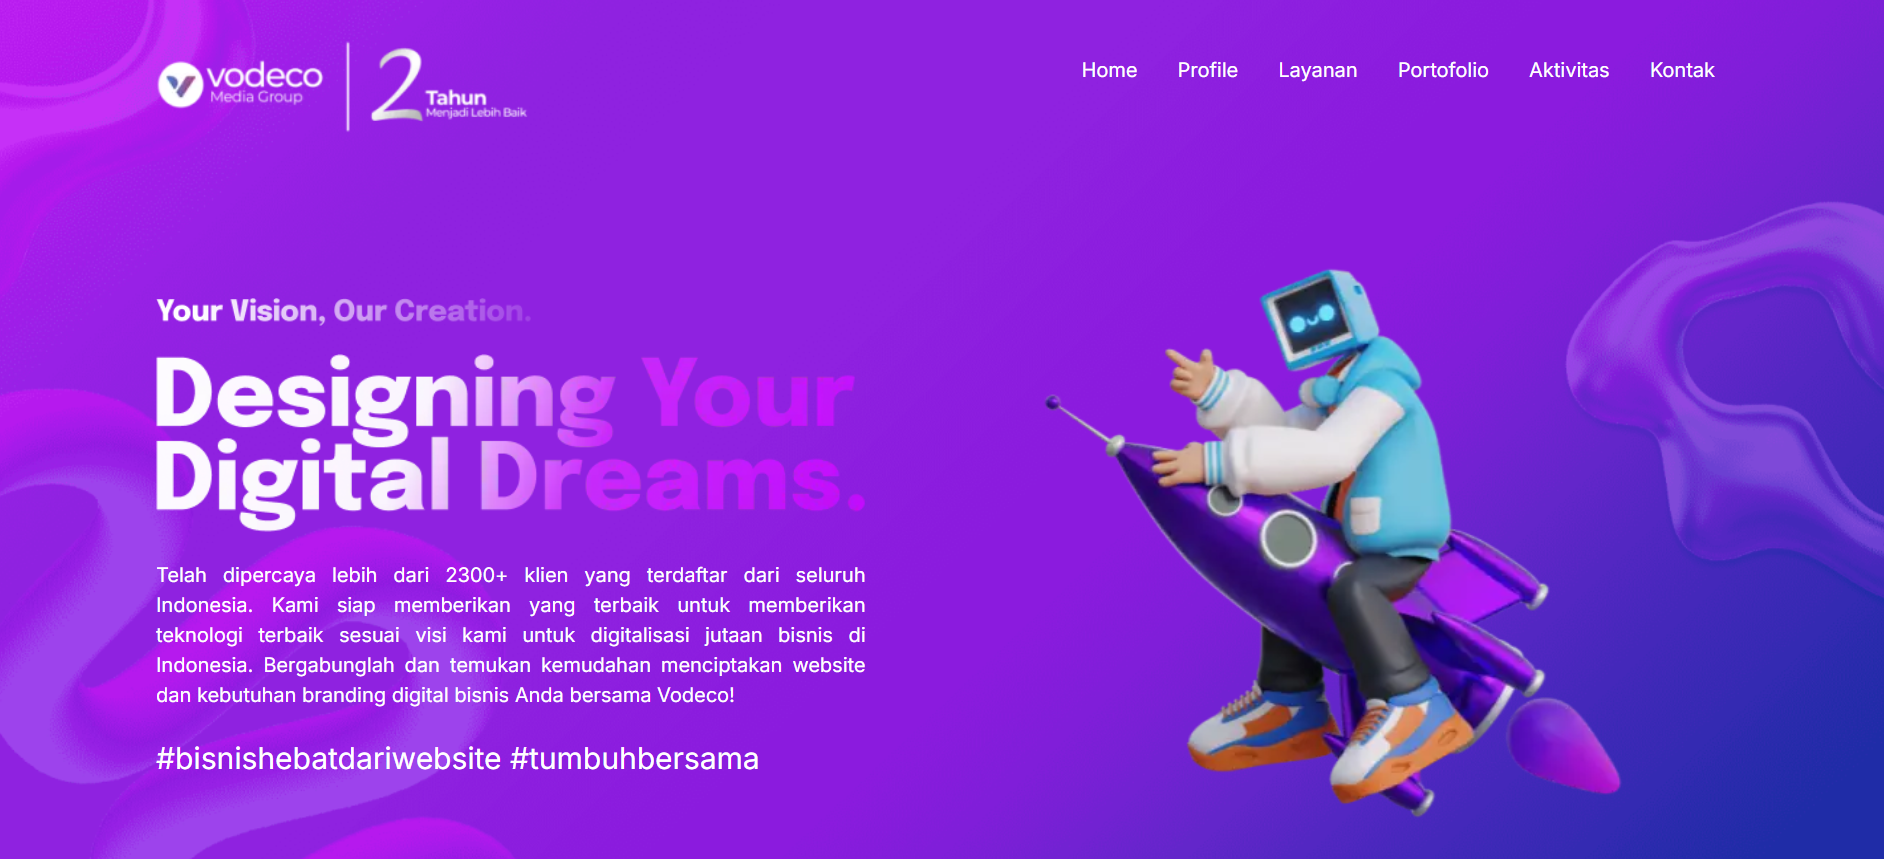 vodeco
Media Group
2 Tahun
Menjadi Lebih Baik
Home Profile Layanan Portofolio Aktivitas Kontak
Your Vision, Our Creation.
Designing Your
Digital Dreams.
Telah dipercaya lebih dari 2300+ klien yang terdaftar dari seluruh
Indonesia. Kami siap memberikan yang terbaik untuk memberikan
teknologi terbaik sesuai visi kami untuk digitalisasi jutaan bisnis di
Indonesia. Bergabunglah dan temukan kemudahan menciptakan website
dan kebutuhan branding digital bisnis Anda bersama Vodeco!
#bisnishebatdariwebsite #tumbuhbersama